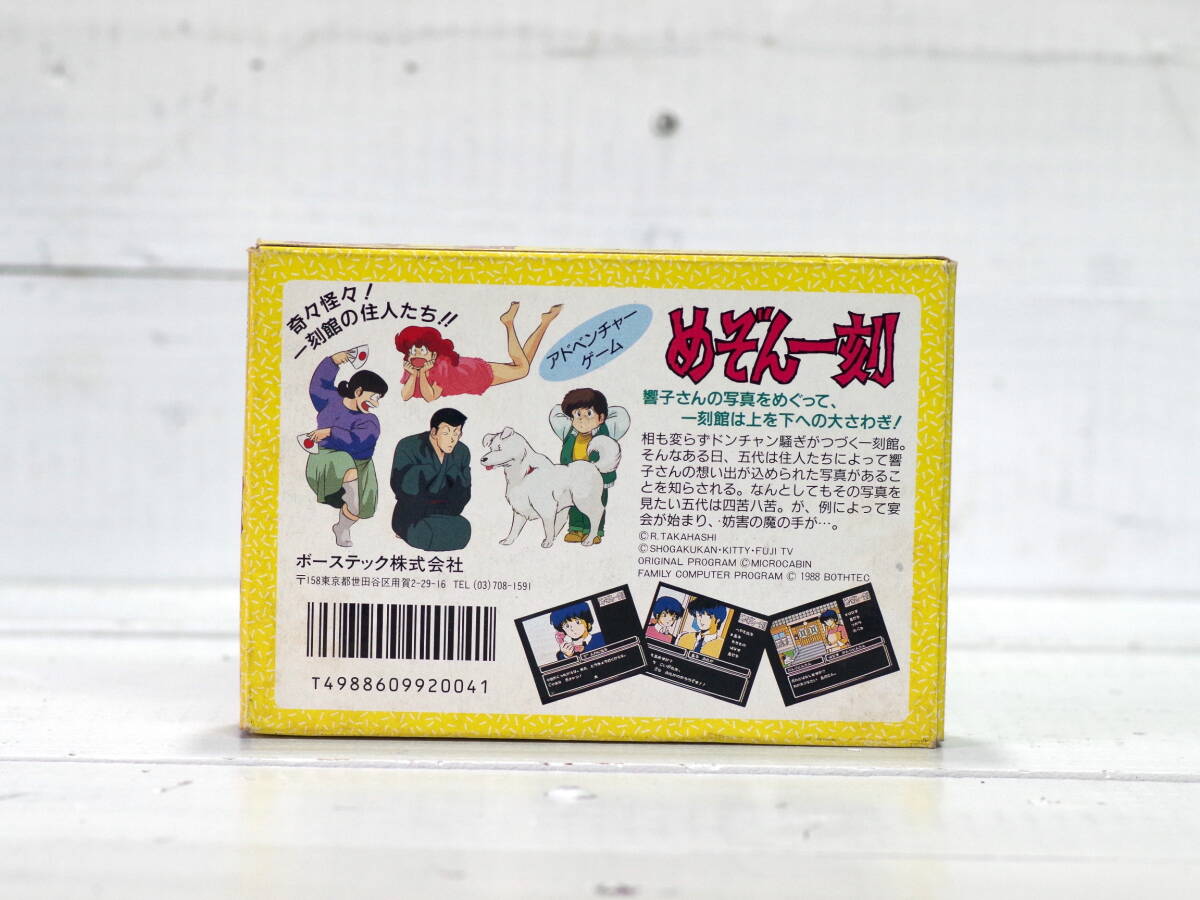 奇々怪々!
一刻館の住人たち!!
アドベンチャー
ゲーム
めぞん一刻
響子さんの写真をめぐって、
一刻館は上を下への大さわぎ!
相も変らずドンチャン騒ぎがつづく一刻館。
そんなある日、五代は住人たちによって響
子さんの想い出が込められた写真があるこ
とを知らされる。なんとしてもその写真を
見たい五代は四苦八苦。が、例によって宴
会が始まり、妨害の魔の手が…。
©R.TAKAHASHI
©SHOGAKUKAN・KITTY・FUJI TV
ORIGINAL PROGRAM ©MICROCABIN
FAMILY COMPUTER PROGRAM © 1988 BOTHTEC
ボーステック株式会社
〒158東京都世田谷区用賀2-29-16 TEL (03)708-1591
T4988609920041